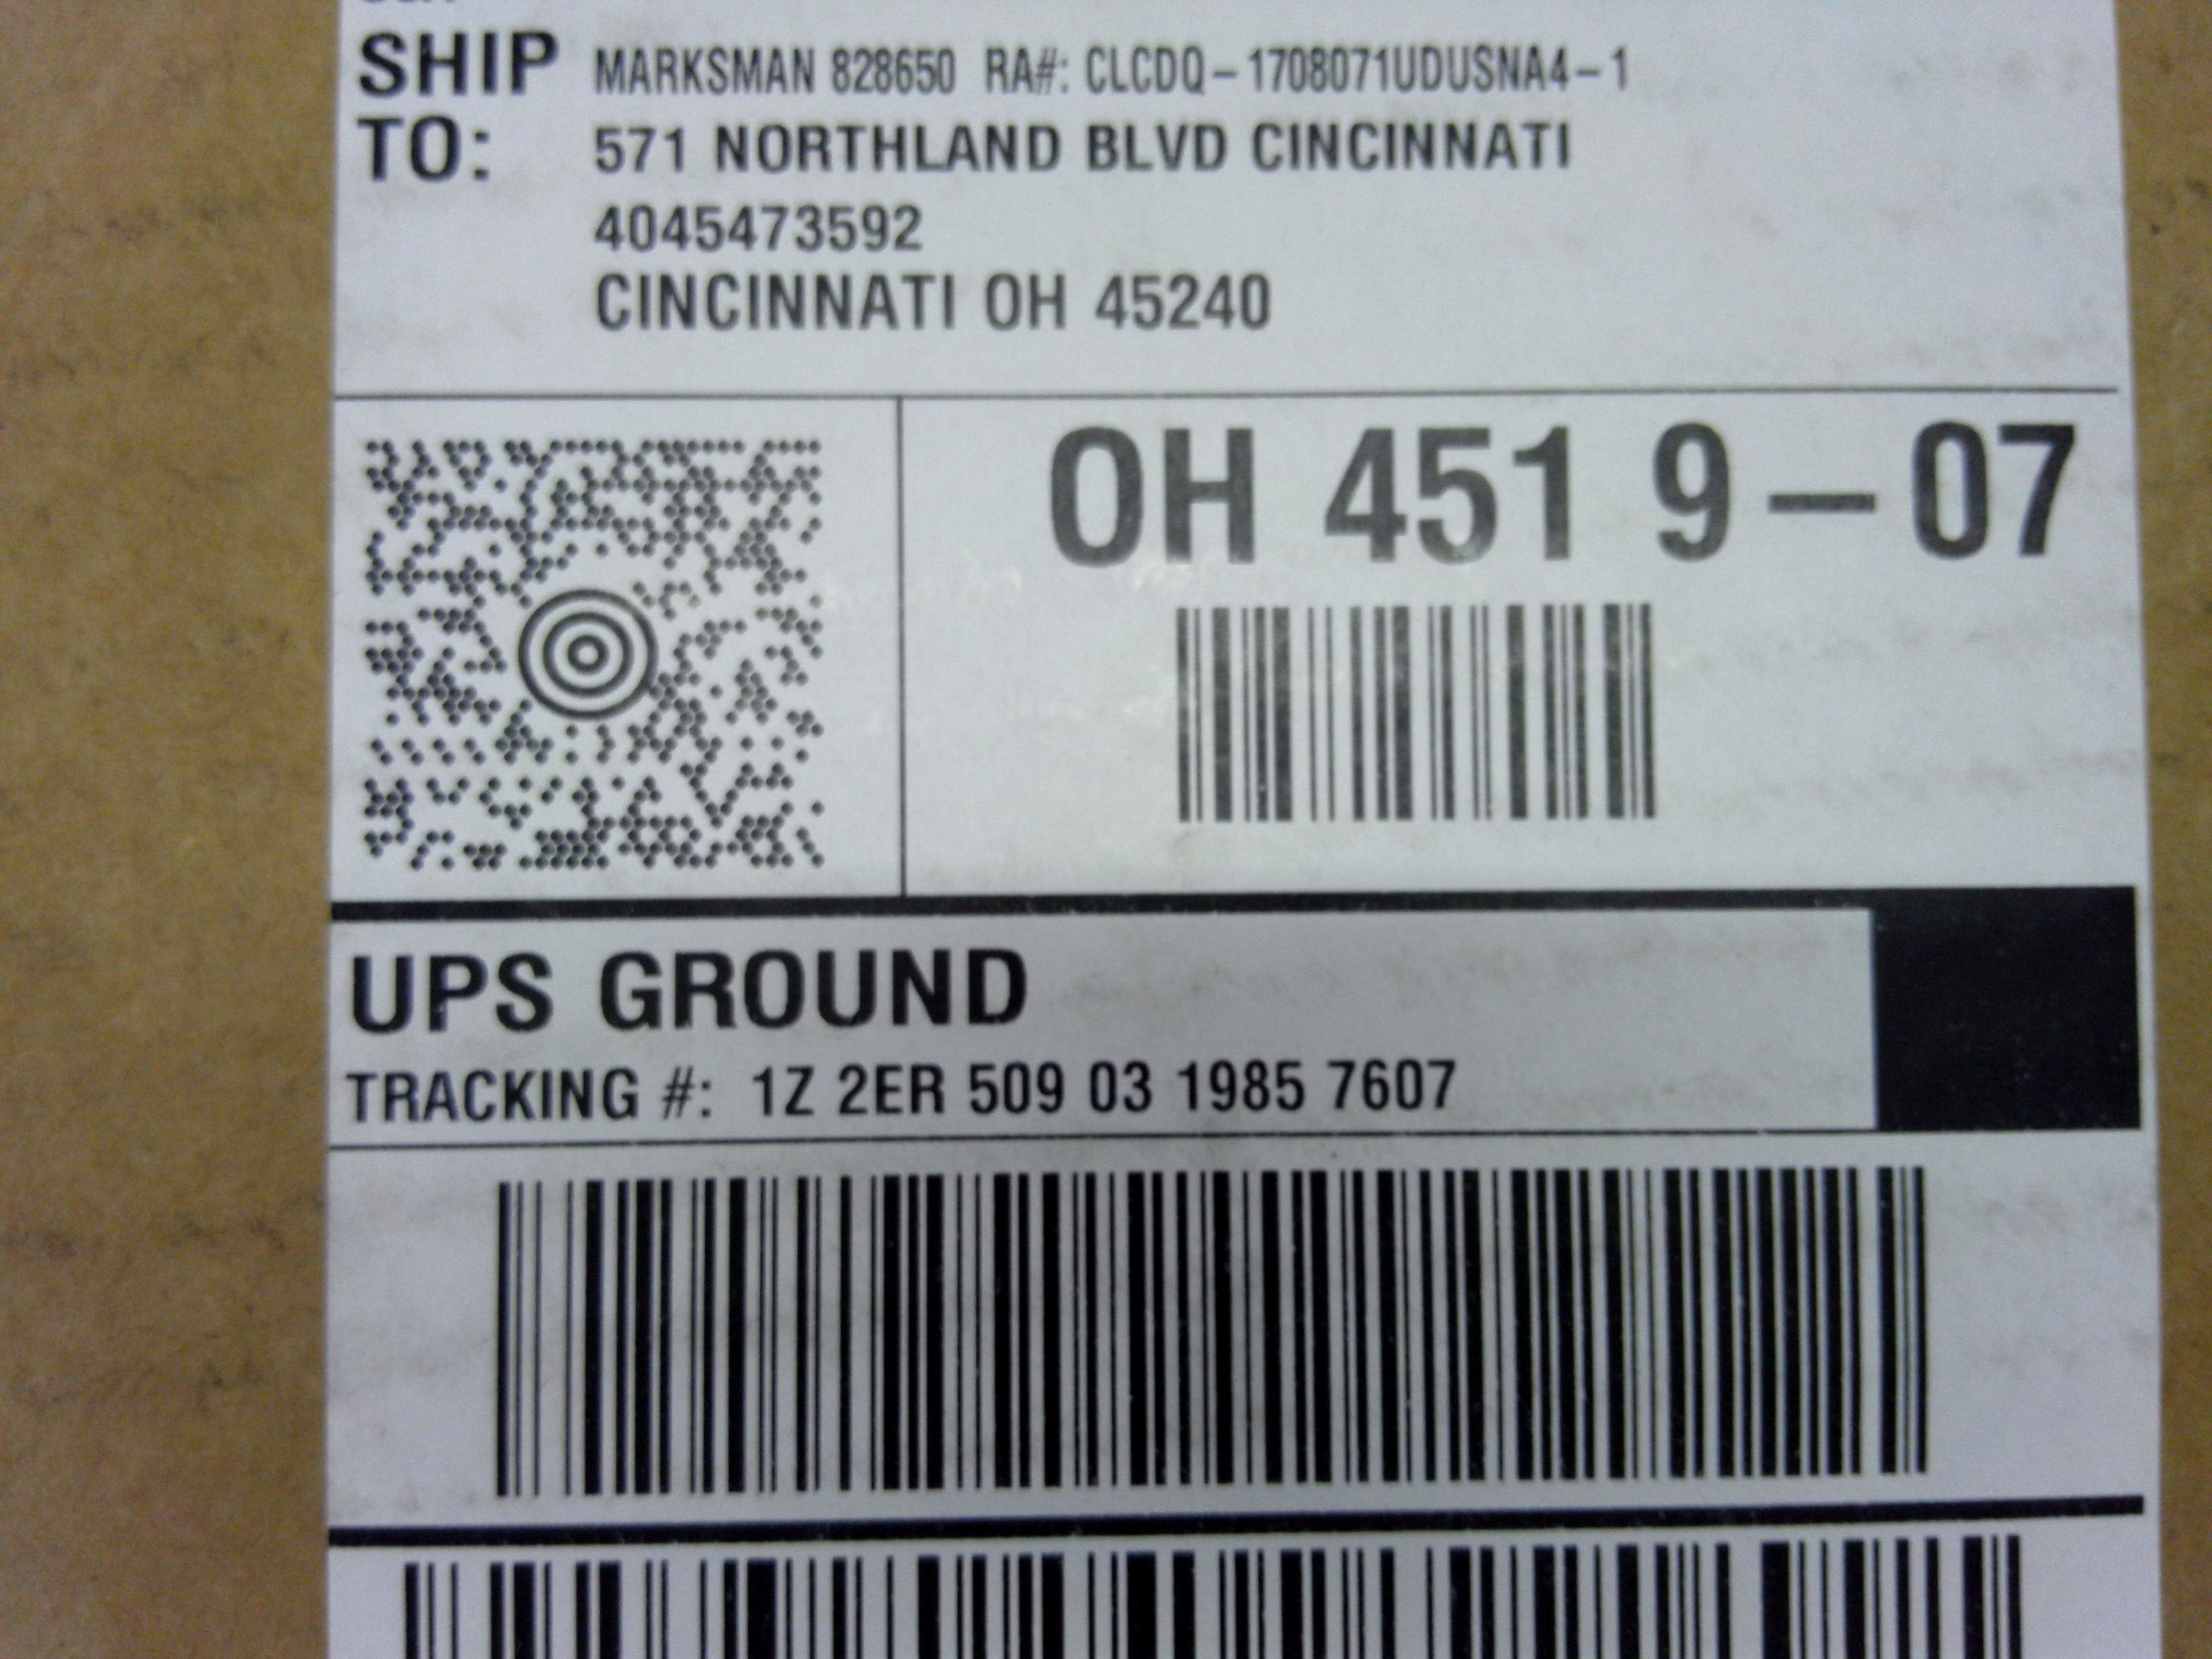 SHIP TO:
MARKSMAN 828650 RA#: CLCDQ-1708071UDUSNA4-1
571 NORTHLAND BLVD CINCINNATI
4045473592
CINCINNATI OH 45240
OH 451 9-07
UPS GROUND
TRACKING #: 1Z 2ER 509 03 1985 7607